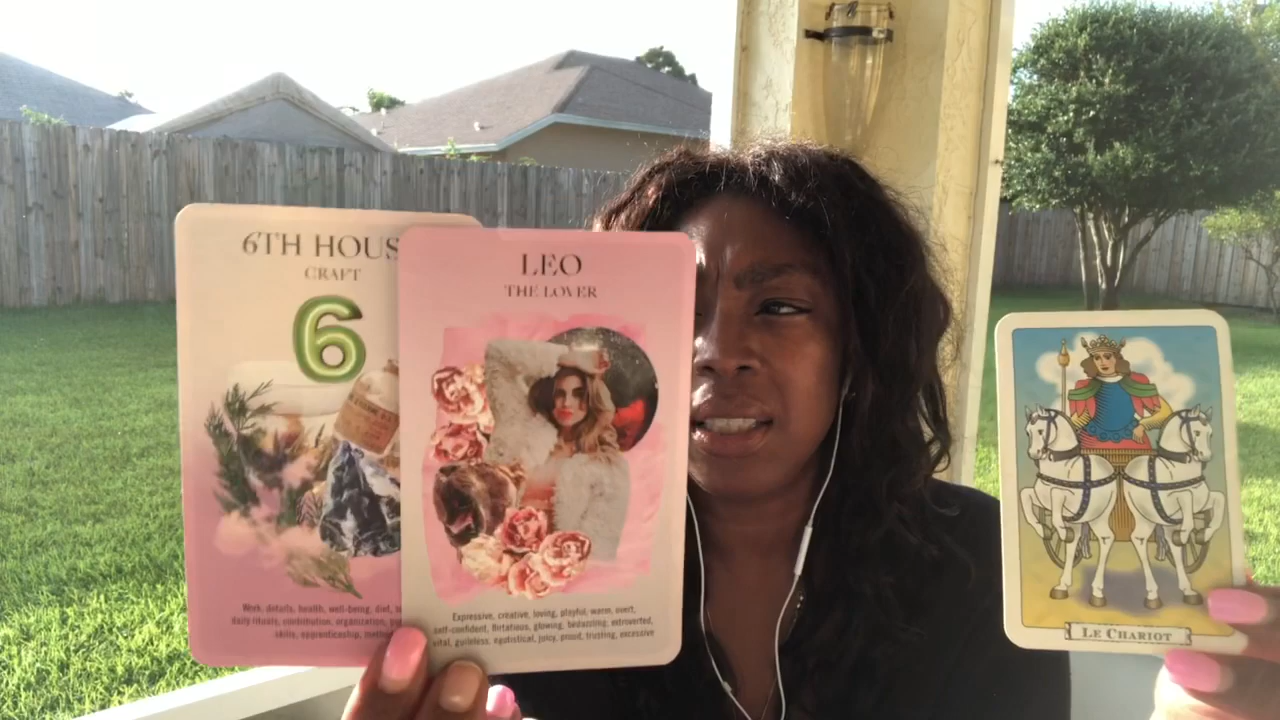 6TH HOUS
CRAFT
6
Work, details, health, well-being, diet,
daily rituals, contribution, organization,
skills, apprenticeship,
LEO
THE LOVER
Expressive, creative, loving, playful, warm, overt,
self-confident, flirtatious, glowing, bedazzling, extroverted,
vital, guileless, egotistical, juicy, proud, trusting, excessive
LE CHARIOT